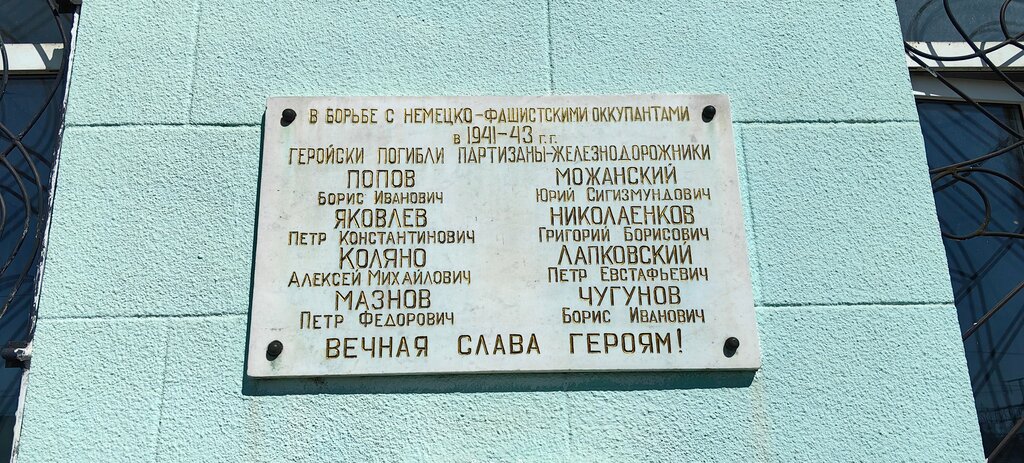 В БОРЬБЕ С НЕМЕЦКО-ФАШИСТСКИМИ ОККУПАНТАМИ
В 1941-43 г.г.
ГЕРОЙСКИ ПОГИБЛИ ПАРТИЗАНЫ-ЖЕЛЕЗНОДОРОЖНИКИ
ПОПОВ
БОРИС ИВАНОВИЧ
ЯКОВЛЕВ
ПЕТР КОНСТАНТИНОВИЧ
КОЛЯНО
АЛЕКСЕЙ МИХАЙЛОВИЧ
МАЗНОВ
ПЕТР ФЕДОРОВИЧ
МОЖАНСКИЙ
ЮРИЙ СИГИЗМУНДОВИЧ
НИКОЛАЕНКОВ
ГРИГОРИЙ БОРИСОВИЧ
ЛАПКОВСКИЙ
ПЕТР ЕВСТАФЬЕВИЧ
ЧУГУНОВ
БОРИС ИВАНОВИЧ
ВЕЧНАЯ СЛАВА ГЕРОЯМ!